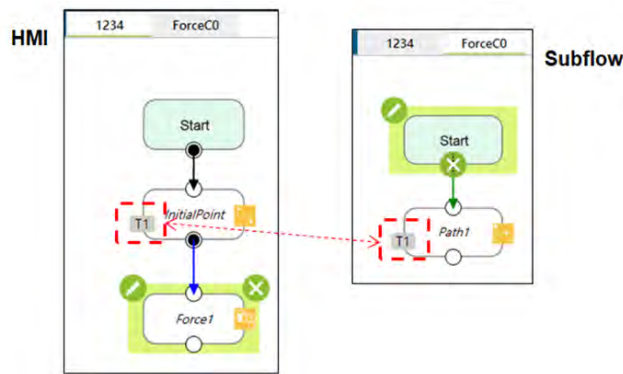 HMI
1234 ForceC0
Start
InitialPoint
T1
Force1
Subflow
1234 ForceC0
Start
Path1
T1